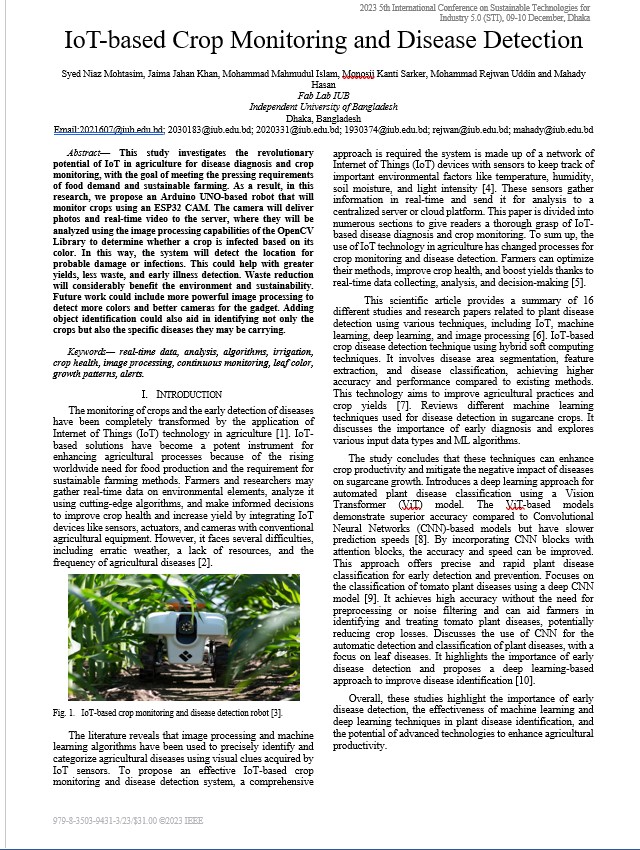 2023 5th International Conference on Sustainable Technologies for
Industry 5.0 (STI), 09-10 December, Dhaka
IoT-based Crop Monitoring and Disease Detection
Syed Niaz Mohtasim, Jaima Jahan Khan, Mohammad Mahmudul Islam, Monosij Kanti Sarker, Mohammad Rejwan Uddin and Mahady
Hasan
Fab Lab IUB
Independent University of Bangladesh
Dhaka, Bangladesh
Email:2021607@iub.edu.bd; 2030183@iub.edu.bd; 2020331@iub.edu.bd; 1930374@iub.edu.bd; rejwan@iub.edu.bd; mahady@iub.edu.bd
Abstract— This study investigates the revolutionary
potential of IoT in agriculture for disease diagnosis and crop
monitoring, with the goal of meeting the pressing requirements
of food demand and sustainable farming. As a result, in this
research, we propose an Arduino UNO-based robot that will
monitor crops using an ESP32 CAM. The camera will deliver
photos and real-time video to the server, where they will be
analyzed using the image processing capabilities of the OpenCV
Library to determine whether a crop is infected based on its
color. In this way, the system will detect the location for
probable damage or infections. This could help with greater
yields, less waste, and early illness detection. Waste reduction
will considerably benefit the environment and sustainability.
Future work could include more powerful image processing to
detect more colors and better cameras for the gadget. Adding
object identification could also aid in identifying not only the
crops but also the specific diseases they may be carrying.
Keywords— real-time data, analysis, algorithms, irrigation,
crop health, image processing, continuous monitoring, leaf color,
growth patterns, alerts.
I. INTRODUCTION
The monitoring of crops and the early detection of diseases
have been completely transformed by the application of
Internet of Things (IoT) technology in agriculture [1]. IoT-
based solutions have become a potent instrument for
enhancing agricultural processes because of the rising
worldwide need for food production and the requirement for
sustainable farming methods. Farmers and researchers may
gather real-time data on environmental elements, analyze it
using cutting-edge algorithms, and make informed decisions
to improve crop health and increase yield by integrating IoT
devices like sensors, actuators, and cameras with conventional
agricultural equipment. However, it faces several difficulties,
including erratic weather, a lack of resources, and the
frequency of agricultural diseases [2].
Fig. 1. IoT-based crop monitoring and disease detection robot [3].
The literature reveals that image processing and machine
learning algorithms have been used to precisely identify and
categorize agricultural diseases using visual clues acquired by
IoT sensors. To propose an effective IoT-based crop
monitoring and disease detection system, a comprehensive
approach is required the system is made up of a network of
Internet of Things (IoT) devices with sensors to keep track of
important environmental factors like temperature, humidity,
soil moisture, and light intensity [4]. These sensors gather
information in real-time and send it for analysis to a
centralized server or cloud platform. This paper is divided into
numerous sections to give readers a thorough grasp of IoT-
based disease diagnosis and crop monitoring. To sum up, the
use of IoT technology in agriculture has changed processes for
crop monitoring and disease detection. Farmers can optimize
their methods, improve crop health, and boost yields thanks to
real-time data collecting, analysis, and decision-making [5].
This scientific article provides a summary of 16
different studies and research papers related to plant disease
detection using various techniques, including IoT, machine
learning, deep learning, and image processing [6]. IoT-based
crop disease detection technique using hybrid soft computing
techniques. It involves disease area segmentation, feature
extraction, and disease classification, achieving higher
accuracy and performance compared to existing methods.
This technology aims to improve agricultural practices and
crop yields [7]. Reviews different machine learning
techniques used for disease detection in sugarcane crops. It
discusses the importance of early diagnosis and explores
various input data types and ML algorithms.
The study concludes that these techniques can enhance
crop productivity and mitigate the negative impact of diseases
on sugarcane growth. Introduces a deep learning approach for
automated plant disease classification using a Vision
Transformer (ViT) model. The ViT-based models
demonstrate superior accuracy compared to Convolutional
Neural Networks (CNN)-based models but have slower
prediction speeds [8]. By incorporating CNN blocks with
attention blocks, the accuracy and speed can be improved.
This approach offers precise and rapid plant disease
classification for early detection and prevention. Focuses on
the classification of tomato plant diseases using a deep CNN
model [9]. It achieves high accuracy without the need for
preprocessing or noise filtering and can aid farmers in
identifying and treating tomato plant diseases, potentially
reducing crop losses. Discusses the use of CNN for the
automatic detection and classification of plant diseases, with a
focus on leaf diseases. It highlights the importance of early
disease detection and proposes a deep learning-based
approach to improve disease identification [10].
Overall, these studies highlight the importance of early
disease detection, the effectiveness of machine learning and
deep learning techniques in plant disease identification, and
the potential of advanced technologies to enhance agricultural
productivity.
979-8-3503-9431-3/23/$31.00 ©2023 IEEE